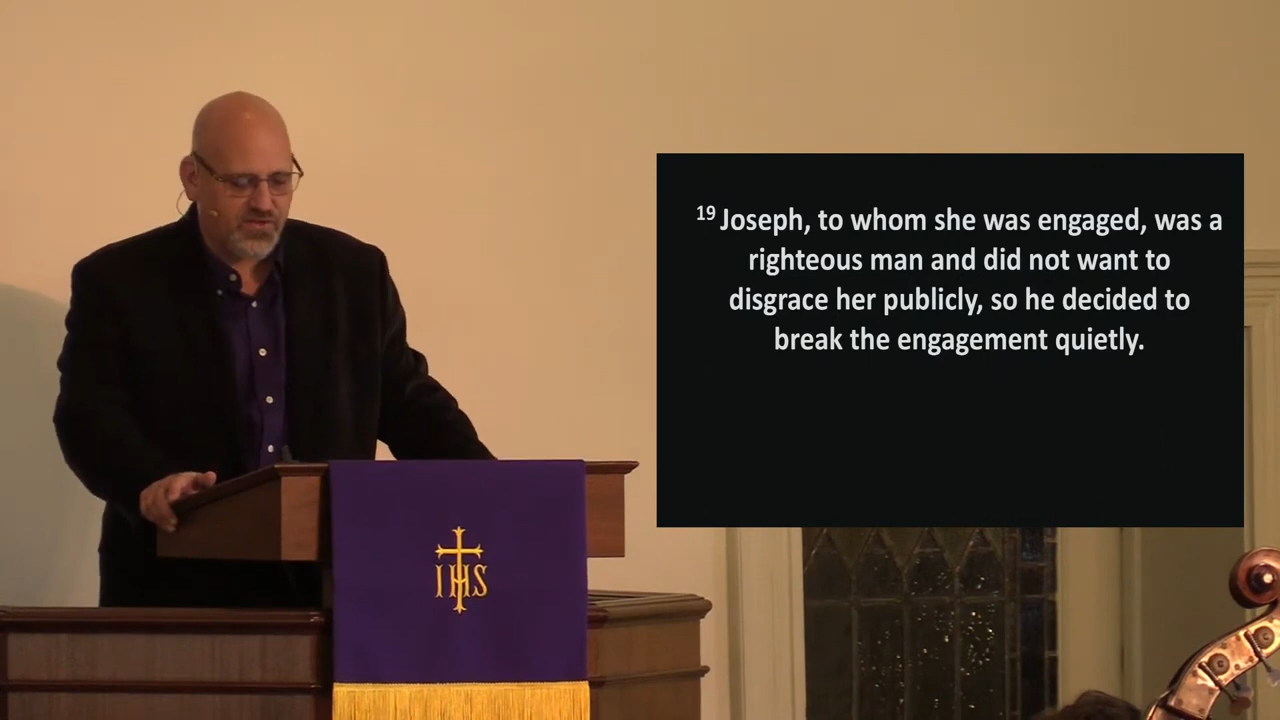 19 Joseph, to whom she was engaged, was a
righteous man and did not want to
disgrace her publicly, so he decided to
break the engagement quietly.
IHS